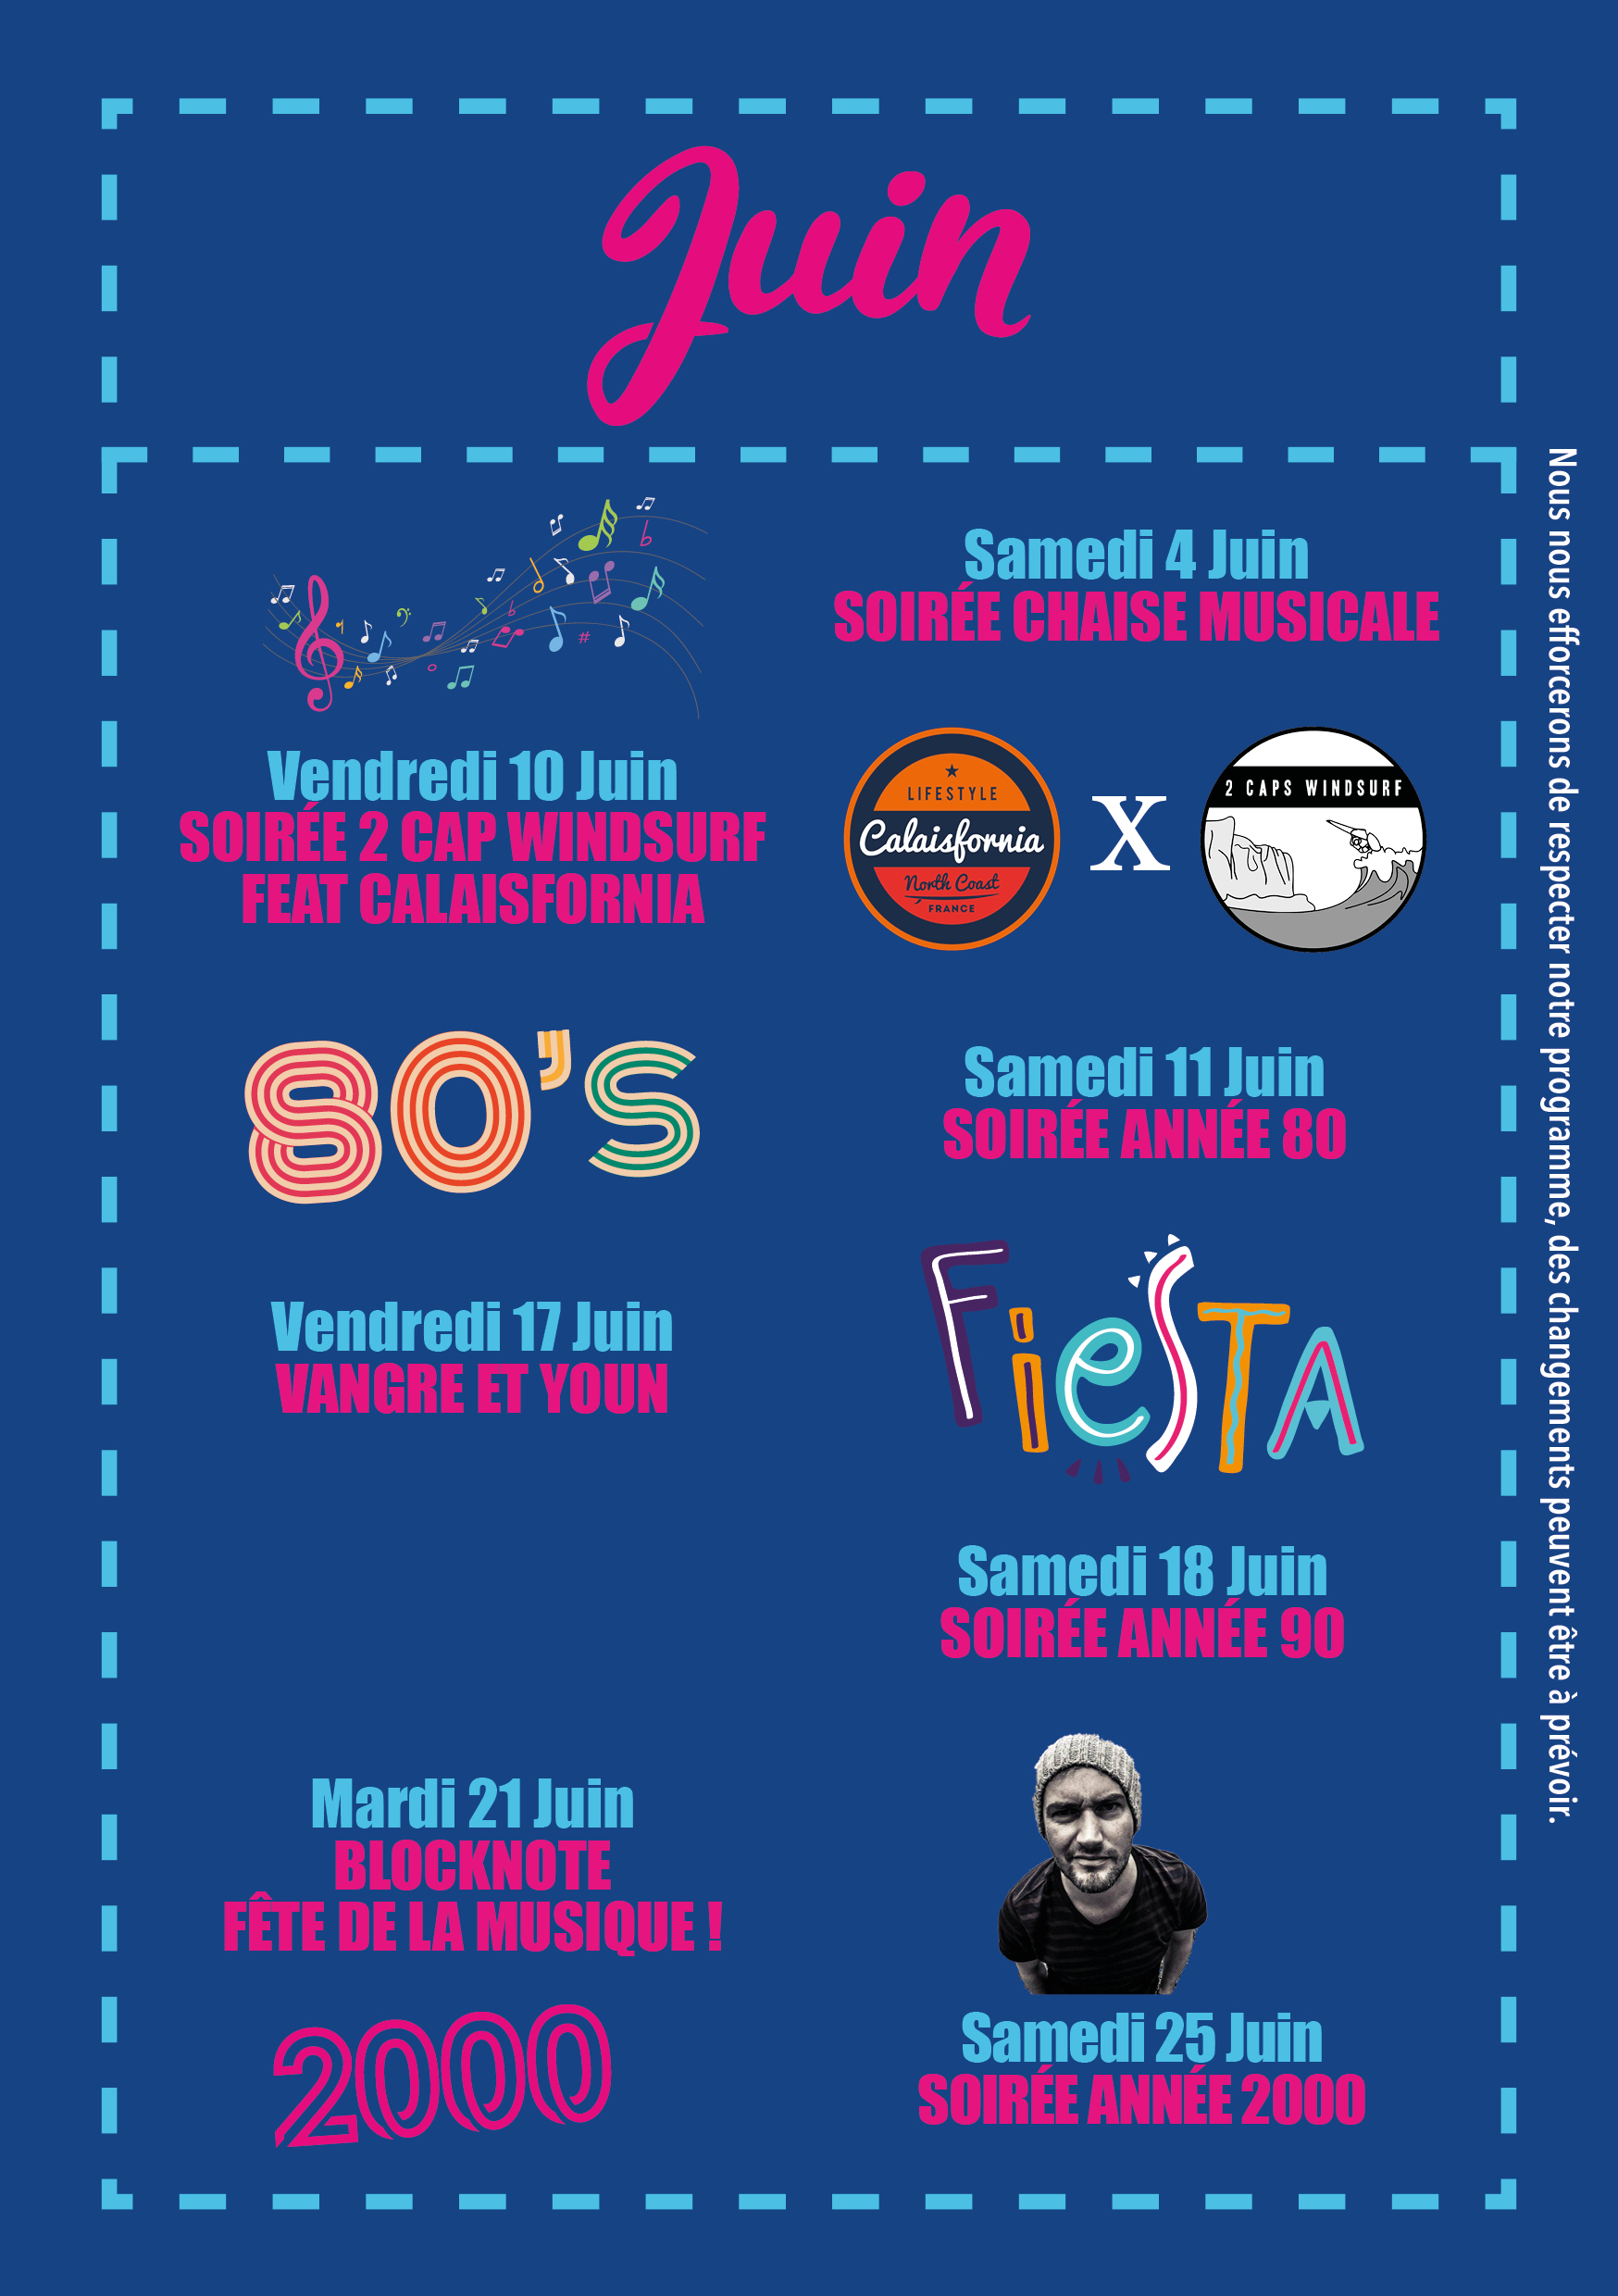 Juin
Samedi 4 Juin
SOIRÉE CHAISE MUSICALE
Vendredi 10 Juin
SOIRÉE 2 CAP WINDSURF
FEAT CALAISFORNIA
LIFESTYLE
Calaisfornia
North Coast
FRANCE
X
2 CAPS WINDSURF
80's
Samedi 11 Juin
SOIRÉE ANNÉE 80
Vendredi 17 Juin
VANGRE ET YOUN
FiesTA
Samedi 18 Juin
SOIRÉE ANNÉE 90
Mardi 21 Juin
BLOCKNOTE
FÊTE DE LA MUSIQUE !
2000
Samedi 25 Juin
SOIRÉE ANNÉE 2000
Nous nous efforcerons de respecter notre programme, des changements peuvent être à prévoir.